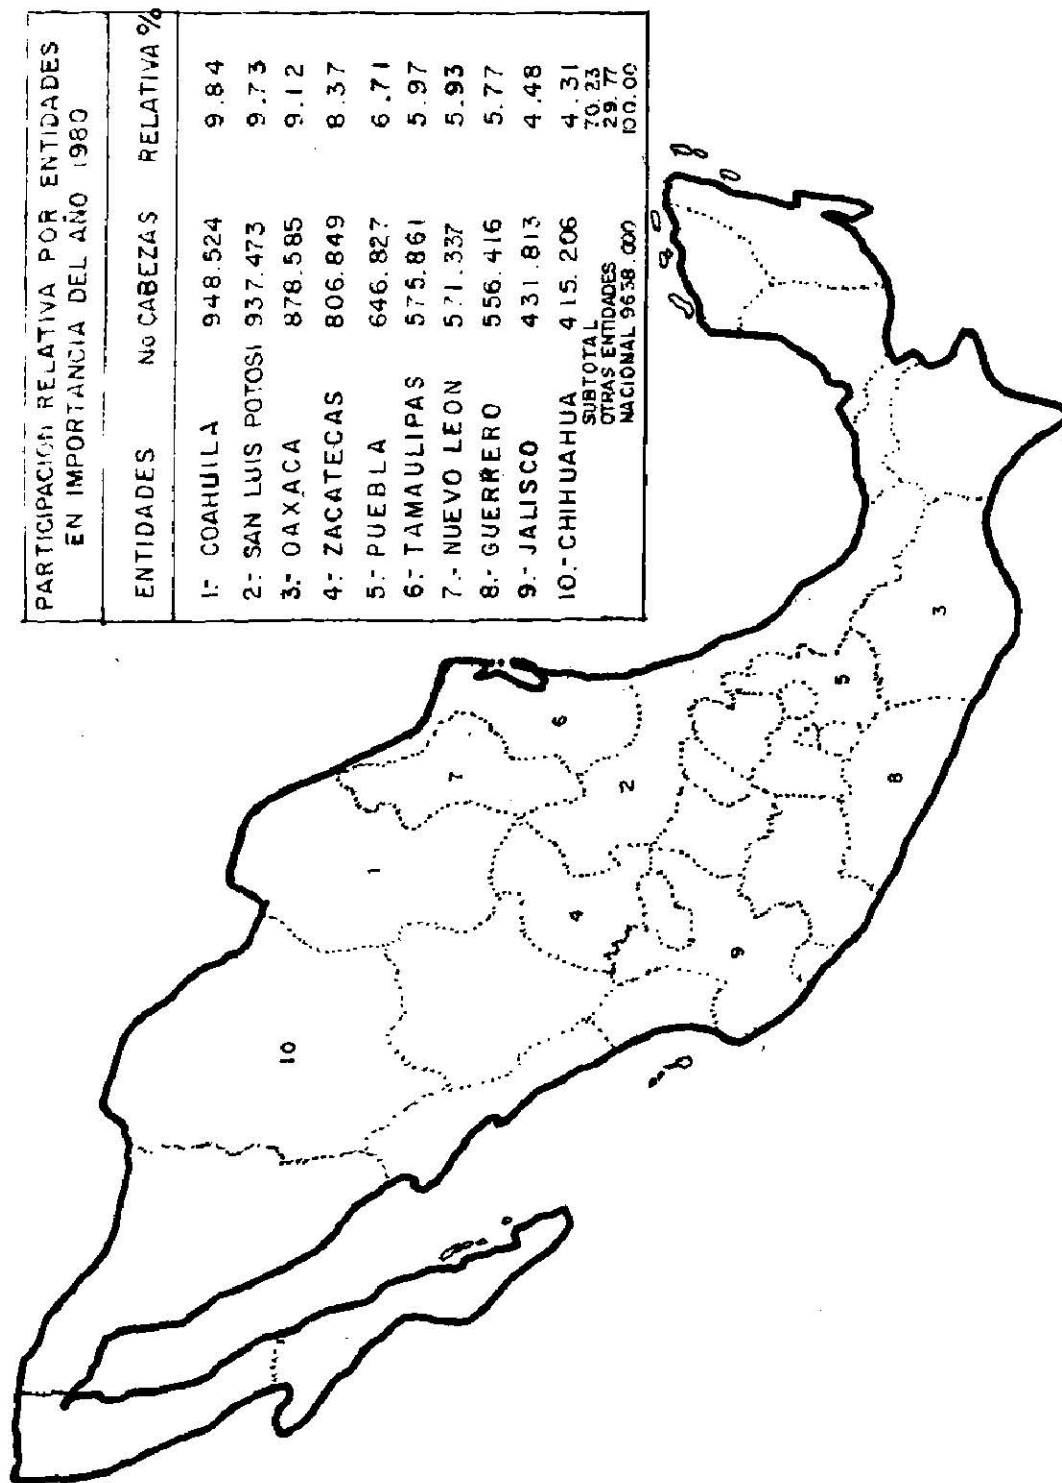 PARTICIPACION RELATIVA POR ENTIDADES
EN IMPORTANCIA DEL AÑO 1980
ENTIDADES No CABEZAS RELATIVA %
1.- COAHUILA 948.524 9.84
2.- SAN LUIS POTOSI 937.473 9.73
3.- OAXACA 878.585 9.12
4.- ZACATECAS 806.849 8.37
5.- PUEBLA 646.827 6.71
6.- TAMAULIPAS 575.861 5.97
7.- NUEVO LEON 571.337 5.93
8.- GUERRERO 556.416 5.77
9.- JALISCO 431.813 4.48
10.- CHIHUAHUA 415.206 4.31
SUBTOTAL 70.23
OTRAS ENTIDADES 29.77
NACIONAL 9638.000 100.00
10
1
7
6
4
2
9
5
8
3